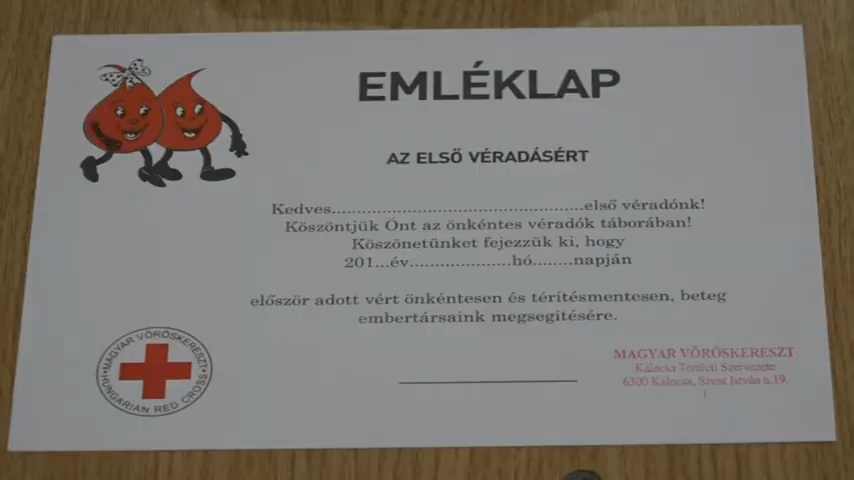 EMLÉKLAP
AZ ELSŐ VÉRADÁSÉRT
Kedves...................................................első véradónk!
Köszöntjük Önt az önkéntes véradók táborában!
Köszönetünket fejezzük ki, hogy
201...év....................hó........napján
először adott vért önkéntesen és térítésmentesen, beteg
embertársaink megsegítésére.
MAGYAR VÖRÖSKERESZT
HUNGARIAN RED CROSS
MAGYAR VÖRÖSKERESZT
Kalocsa Területi Szervezete
6300 Kalocsa, Szent István u.19.
1